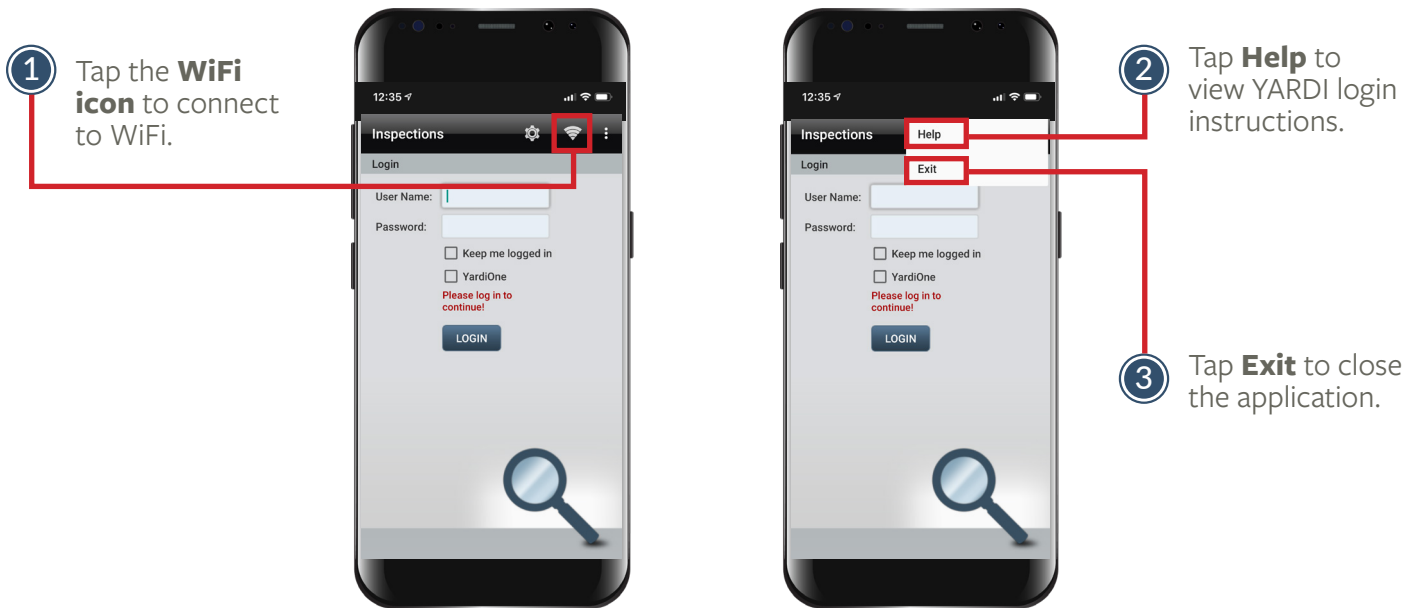 1
Tap the WiFi
icon to connect
to WiFi.
12:35
Inspections
Login
User Name:
Password:
Keep me logged in
YardiOne
Please log in to
continue!
LOGIN
12:35
Inspections
Help
Login
Exit
User Name:
Password:
Keep me logged in
YardiOne
Please log in to
continue!
LOGIN
2
Tap Help to
view YARDI login
instructions.
3
Tap Exit to close
the application.